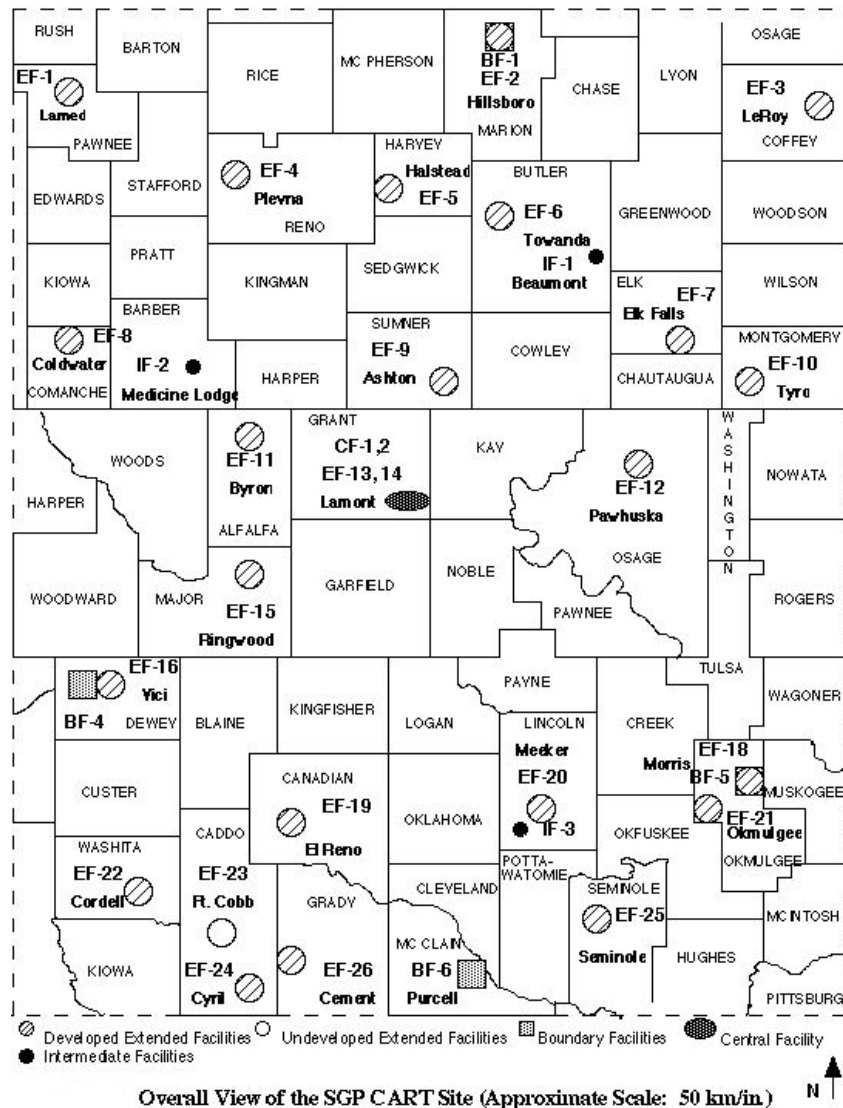 RUSH
BARTON
RICE
MC PHERSON
BF-1
EF-2
Hillsboro
MARION
CHASE
LYON
OSAGE
EF-1
Larned
PAWNEE
EF-3
LeRoy
COFFEY
EDWARDS
STAFFORD
EF-4
Plevna
RENO
HARVEY
Halstead
EF-5
BUTLER
EF-6
Towanda
IF-1
Beaumont
GREENWOOD
WOODSON
KIOWA
PRATT
KINGMAN
SEDGWICK
ELK
EF-7
Elk Falls
WILSON
EF-8
Coldwater
COMANCHE
BARBER
IF-2
Medicine Lodge
HARPER
SUMNER
EF-9
Ashton
COWLEY
CHAUTAUGUA
MONTGOMERY
EF-10
Tyro
HARPER
WOODS
EF-11
Byron
ALFALFA
GRANT
CF-1,2
EF-13, 14
Lamont
KAY
EF-12
Pawhuska
OSAGE
WASHINGTON
NOWATA
WOODWARD
MAJOR
EF-15
Ringwood
GARFIELD
NOBLE
PAWNEE
ROGERS
EF-16
Vici
BF-4
DEWEY
BLAINE
KINGFISHER
LOGAN
PAYNE
TULSA
WAGONER
CUSTER
CANADIAN
EF-19
El Reno
OKLAHOMA
LINCOLN
Meeker
EF-20
IF-3
CREEK
Morris
EF-18
BF-5
MUSKOGEE
EF-21
Okmulgee
OKMULGEE
OKFUSKEE
WASHITA
EF-22
Cordell
CADDO
EF-23
Ft. Cobb
GRADY
CLEVELAND
POTTA-
WATOMIE
SEMINOLE
EF-25
Seminole
MCINTOSH
KIOWA
EF-24
Cyril
EF-26
Cement
MC CLAIN
BF-6
Purcell
HUGHES
PITTSBURG
Developed Extended Facilities
Undeveloped Extended Facilities
Boundary Facilities
Central Facility
Intermediate Facilities
Overall View of the SGP CART Site (Approximate Scale: 50 km/in.)
N